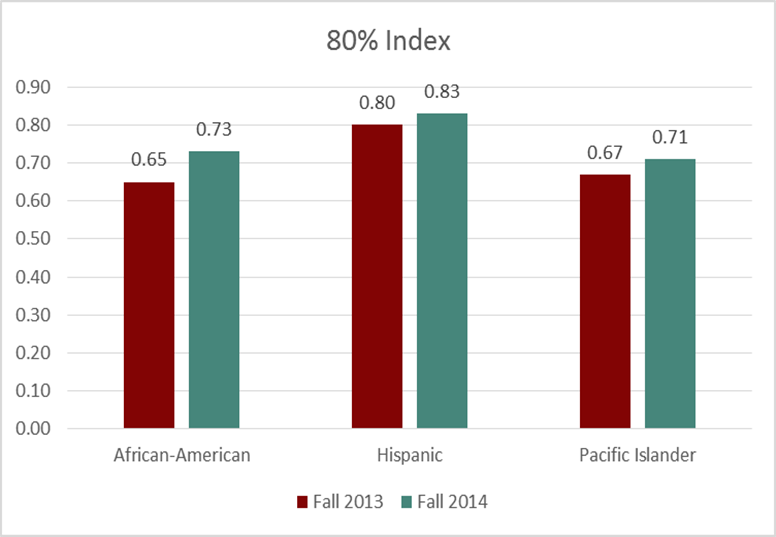 80% Index
0.90
0.80
0.70
0.60
0.50
0.40
0.30
0.20
0.10
0.00
0.65
0.73
0.80
0.83
0.67
0.71
African-American
Hispanic
Pacific Islander
Fall 2013
Fall 2014